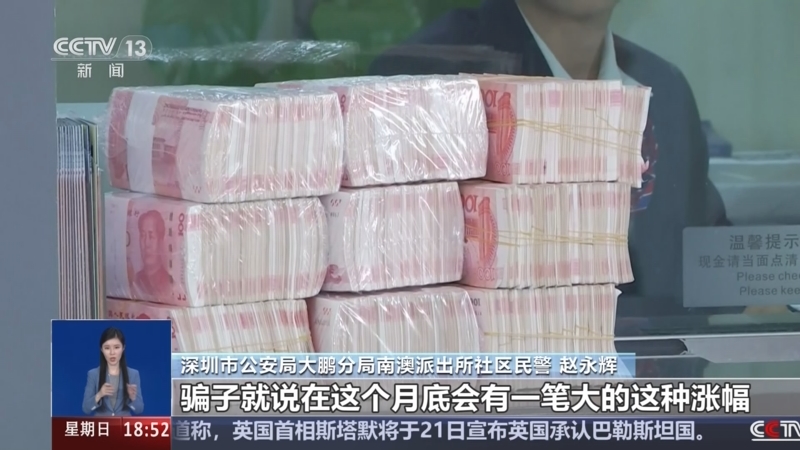 CCTV 13
新闻
100
温馨提示
现金请当面点清
Please che
Please kee
深圳市公安局大鹏分局南澳派出所社区民警 赵永辉
骗子就说在这个月底会有一笔大的这种涨幅
星期日 18:52 道称，英国首相斯塔默将于21日宣布英国承认巴勒斯坦国。 CCTV